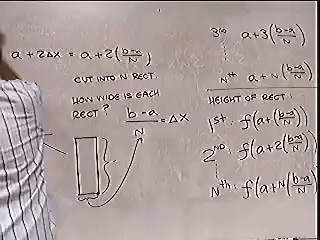 a + 2Δx = a + 2((b-a)/N)
CUT INTO N RECT.
HOW WIDE IS EACH
RECT? (b-a)/N = Δx
3RD a + 3((b-a)/N)
Nth a + N((b-a)/N)
HEIGHT OF RECT:
1st: f(a + ((b-a)/N))
2ND: f(a + 2((b-a)/N))
Nth: f(a + N((b-a)/N